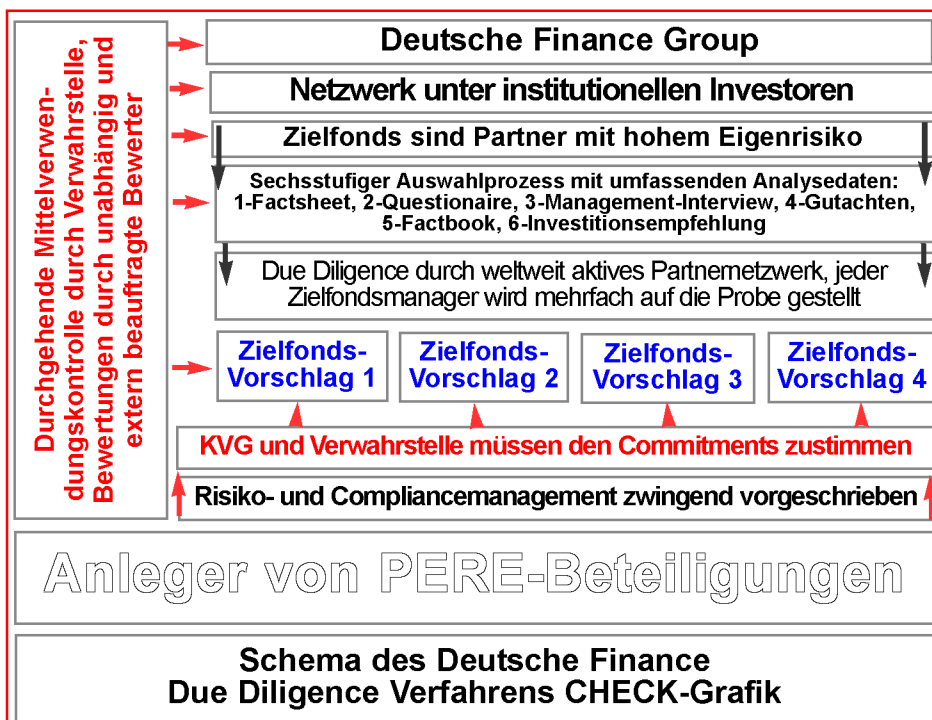 Durchgehende Mittelverwen-
dungskontrolle durch Verwahrstelle,
Bewertungen durch unabhängig und
extern beauftragte Bewerter
Deutsche Finance Group
Netzwerk unter institutionellen Investoren
Zielfonds sind Partner mit hohem Eigenrisiko
Sechsstufiger Auswahlprozess mit umfassenden Analysedaten:
1-Factsheet, 2-Questionaire, 3-Management-Interview, 4-Gutachten,
5-Factbook, 6-Investitionsempfehlung
Due Diligence durch weltweit aktives Partnernetzwerk, jeder
Zielfondsmanager wird mehrfach auf die Probe gestellt
Zielfonds-
Vorschlag 1
Zielfonds-
Vorschlag 2
Zielfonds-
Vorschlag 3
Zielfonds-
Vorschlag 4
KVG und Verwahrstelle müssen den Commitments zustimmen
Risiko- und Compliancemanagement zwingend vorgeschrieben
Anleger von PERE-Beteiligungen
Schema des Deutsche Finance
Due Diligence Verfahrens CHECK-Grafik